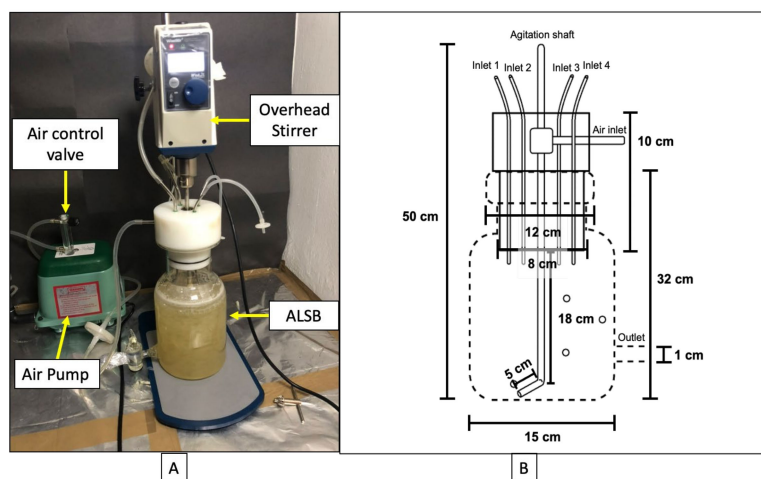 Air control
valve
Overhead
Stirrer
ALSB
Air Pump
A
Agitation shaft
Inlet 1
Inlet 2
Inlet 3
Inlet 4
Air inlet
10 cm
50 cm
12 cm
8 cm
32 cm
18 cm
Outlet
1 cm
5 cm
15 cm
B